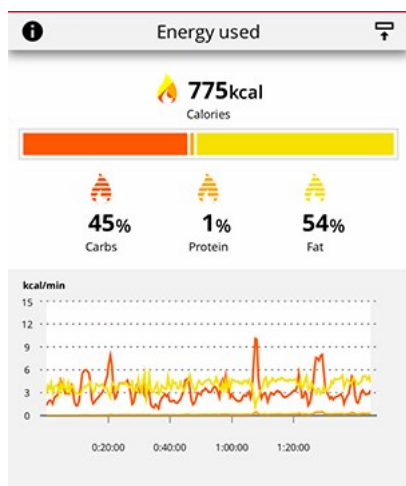 Energy used
775kcal
Calories
45% 1% 54%
Carbs Protein Fat
kcal/min
15
12
9
6
3
0
0:20:00 0:40:00 1:00:00 1:20:00